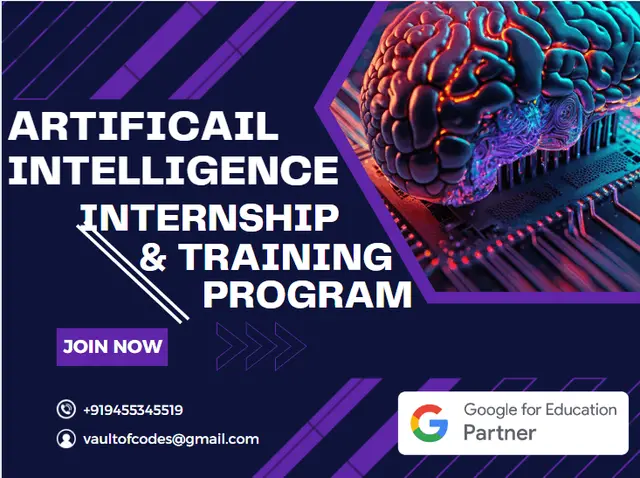 ARTIFICAIL
INTELLIGENCE
INTERNSHIP
& TRAINING
PROGRAM
JOIN NOW
+919455345519
vaultofcodes@gmail.com
Google for Education
Partner